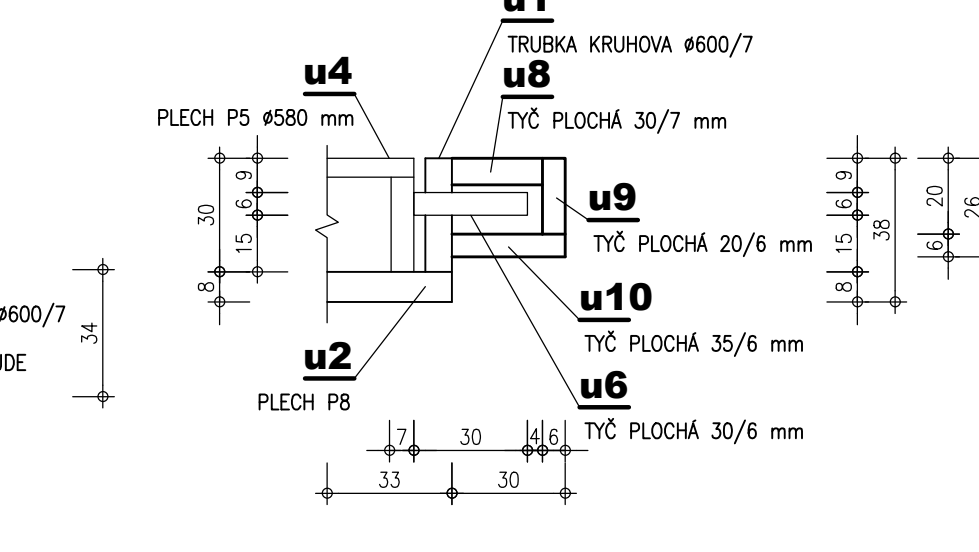 u1
TRUBKA KRUHOVA ø600/7
u4
u8
PLECH P5 ø580 mm
TYČ PLOCHÁ 30/7 mm
u9
TYČ PLOCHÁ 20/6 mm
u10
TYČ PLOCHÁ 35/6 mm
u2
PLECH P8
u6
TYČ PLOCHÁ 30/6 mm
ø600/7
34
30
8
9
6
15
9
6
15
8
38
20
6
26
7
30
4
6
33
30